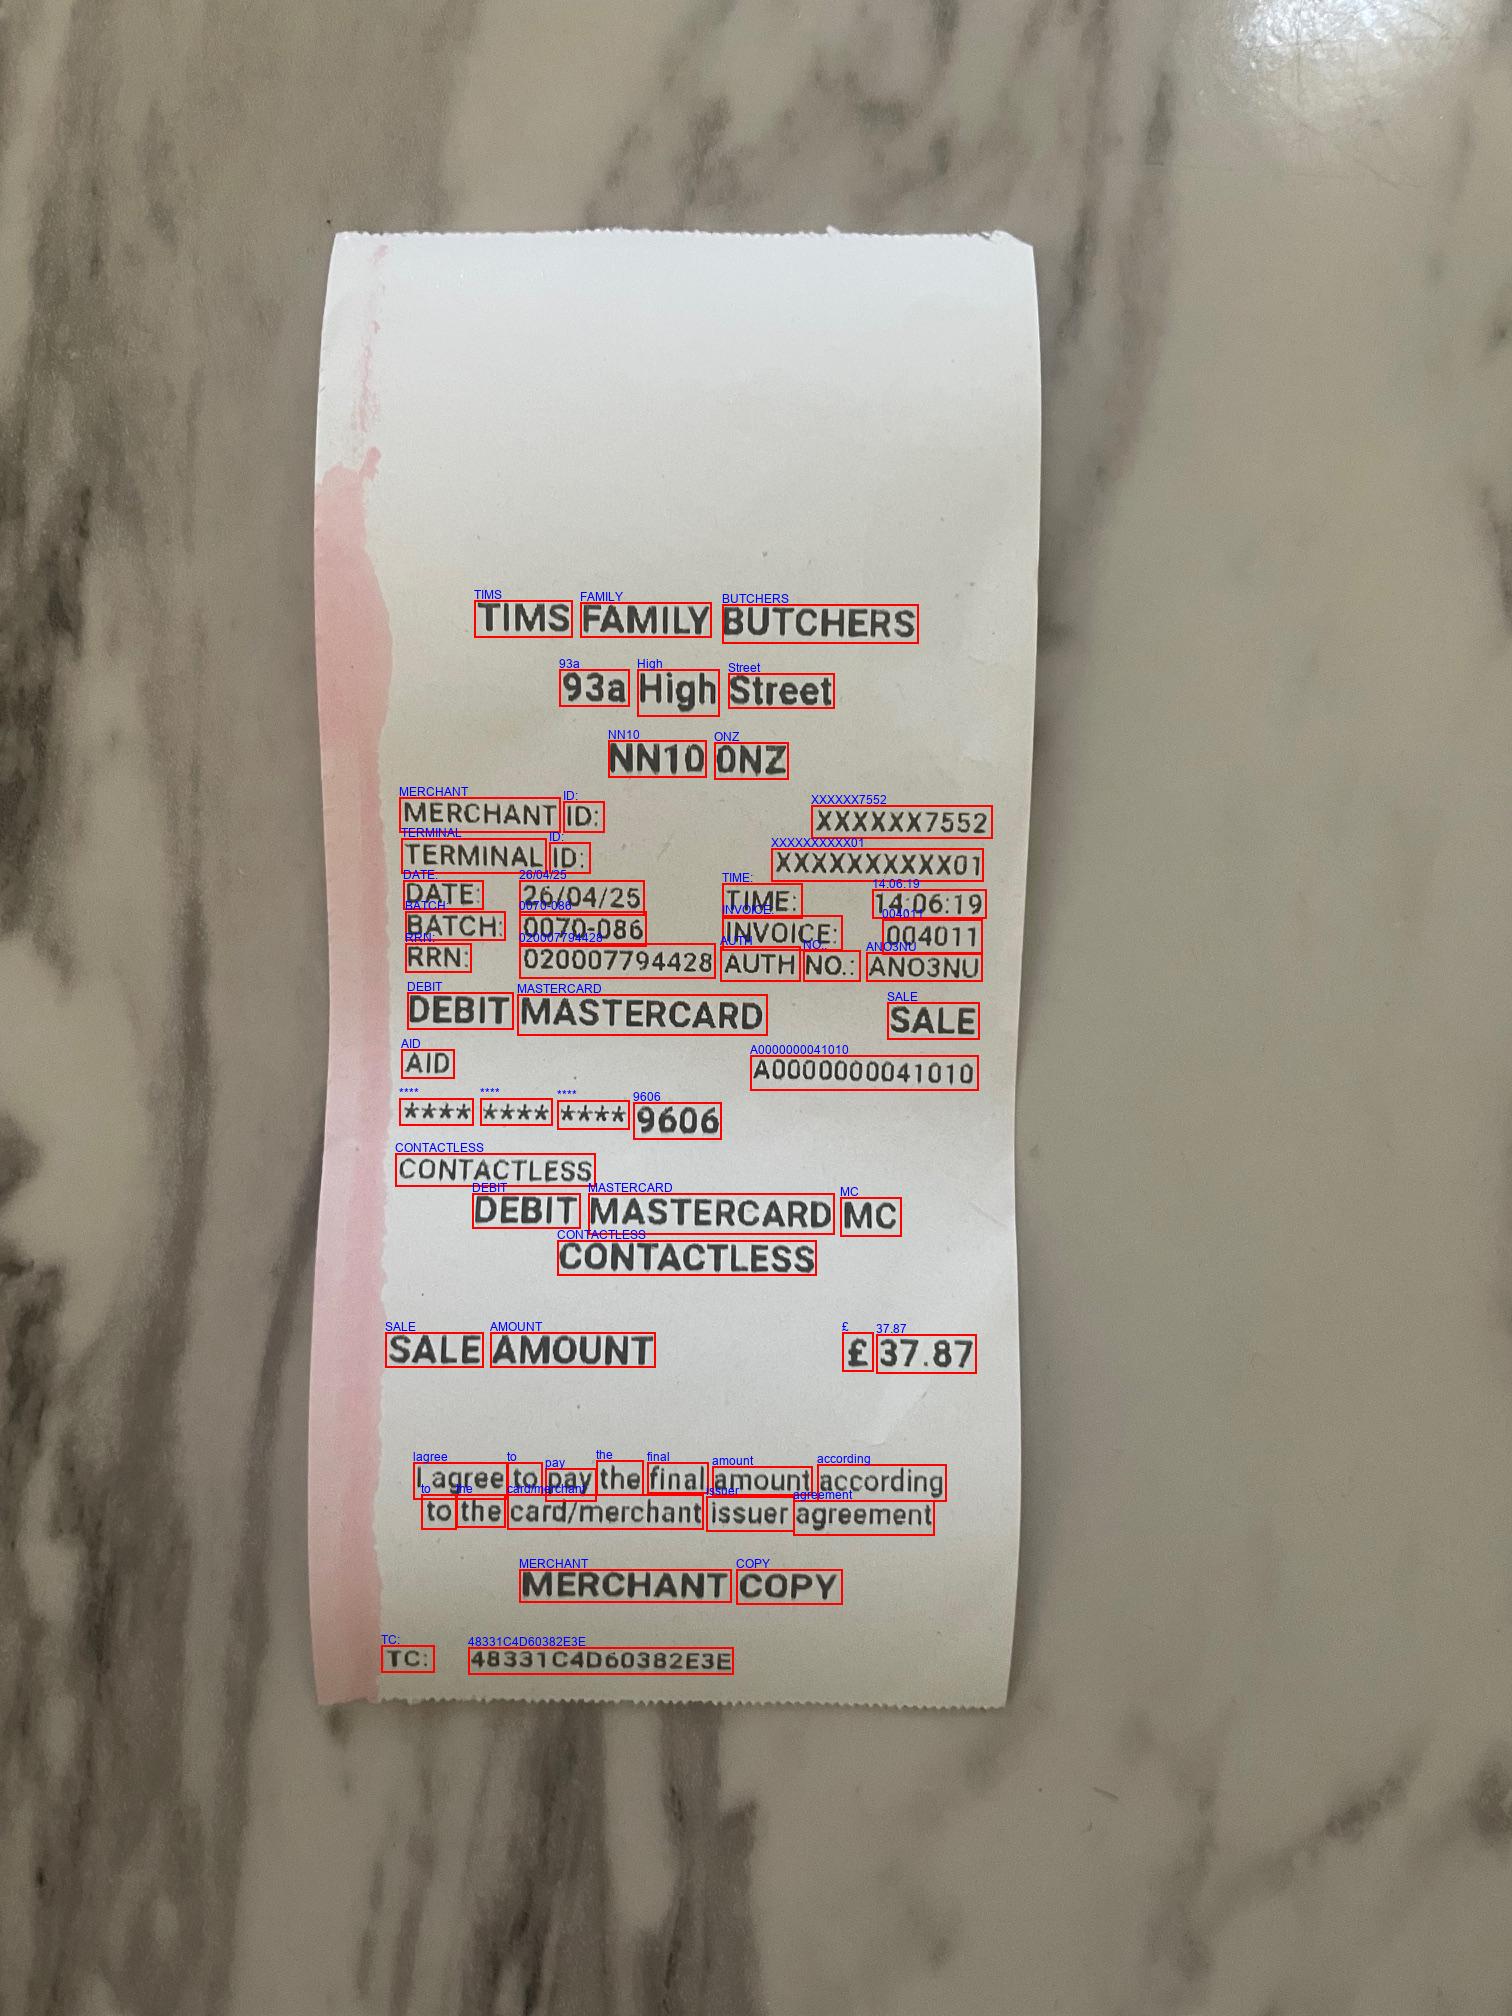 TIMS FAMILY BUTCHERS
93a High Street
NN10 0NZ
MERCHANT ID: XXXXXX7552
TERMINAL ID: XXXXXXXXXX01
DATE: 26/04/25 TIME: 14:06:19
BATCH: 0070-086 INVOICE: 004011
RRN: 020007794428 AUTH NO.: ANO3NU
DEBIT MASTERCARD SALE
AID A0000000041010
**** **** **** 9606
CONTACTLESS
DEBIT MASTERCARD MC
CONTACTLESS
SALE AMOUNT £37.87
I agree to pay the final amount according
to the card/merchant issuer agreement
MERCHANT COPY
TC: 48331C4D60382E3E